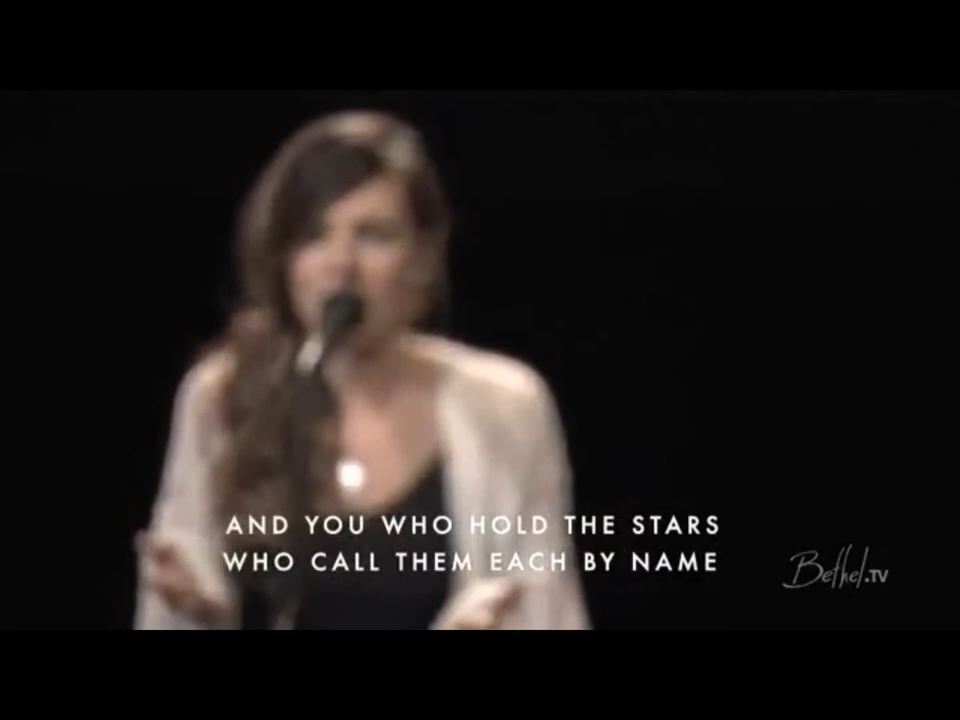 AND YOU WHO HOLD THE STARS
WHO CALL THEM EACH BY NAME
Bethel.TV